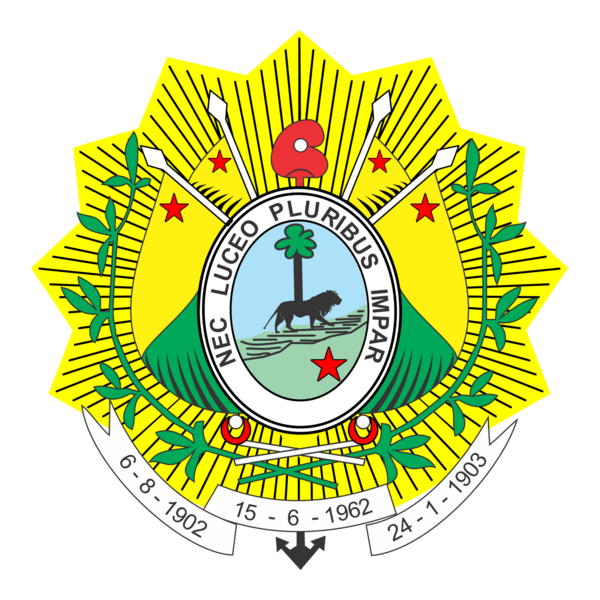 NEC LUCEO PLURIBUS IMPAR
6 - 8 - 1902
15 - 6 - 1962
24 - 1 - 1903